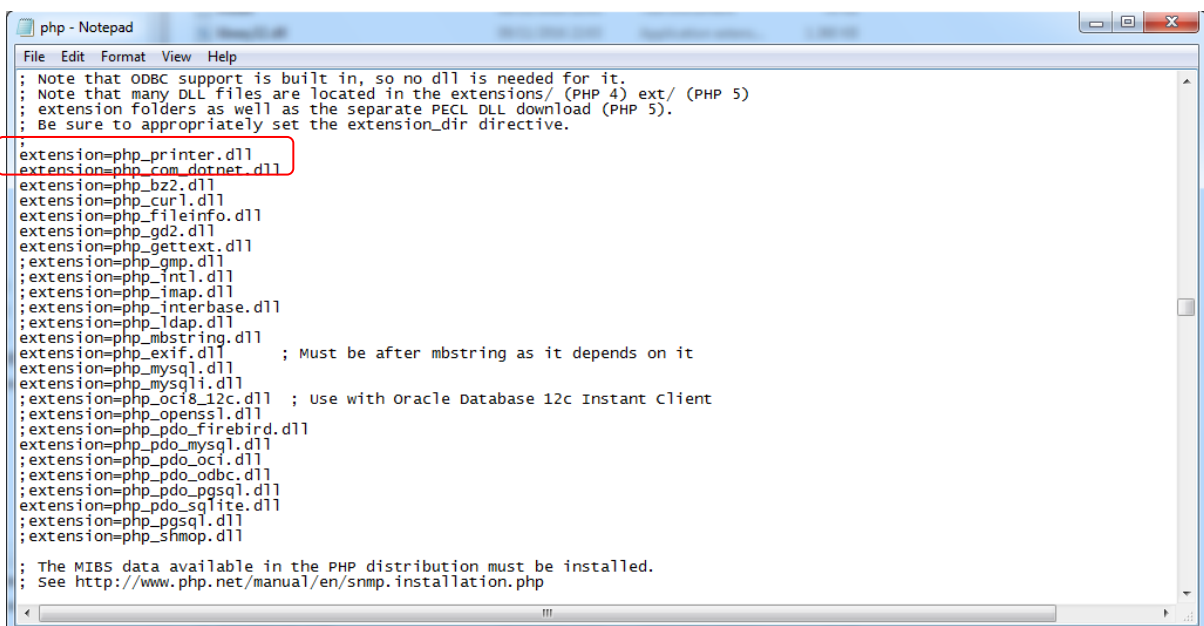 php - Notepad
File Edit Format View Help
; Note that ODBC support is built in, so no dll is needed for it.
; Note that many DLL files are located in the extensions/ (PHP 4) ext/ (PHP 5)
; extension folders as well as the separate PECL DLL download (PHP 5).
; Be sure to appropriately set the extension_dir directive.
;
extension=php_printer.dll
extension=php_com_dotnet.dll
extension=php_bz2.dll
extension=php_curl.dll
extension=php_fileinfo.dll
extension=php_gd2.dll
extension=php_gettext.dll
;extension=php_gmp.dll
;extension=php_intl.dll
;extension=php_imap.dll
;extension=php_interbase.dll
;extension=php_ldap.dll
extension=php_mbstring.dll
extension=php_exif.dll      ; Must be after mbstring as it depends on it
extension=php_mysql.dll
extension=php_mysqli.dll
;extension=php_oci8_12c.dll  ; Use with Oracle Database 12c Instant Client
;extension=php_openssl.dll
;extension=php_pdo_firebird.dll
extension=php_pdo_mysql.dll
;extension=php_pdo_oci.dll
;extension=php_pdo_odbc.dll
;extension=php_pdo_pgsql.dll
extension=php_pdo_sqlite.dll
;extension=php_pgsql.dll
;extension=php_shmop.dll
; The MIBS data available in the PHP distribution must be installed.
; See http://www.php.net/manual/en/snmp.installation.php